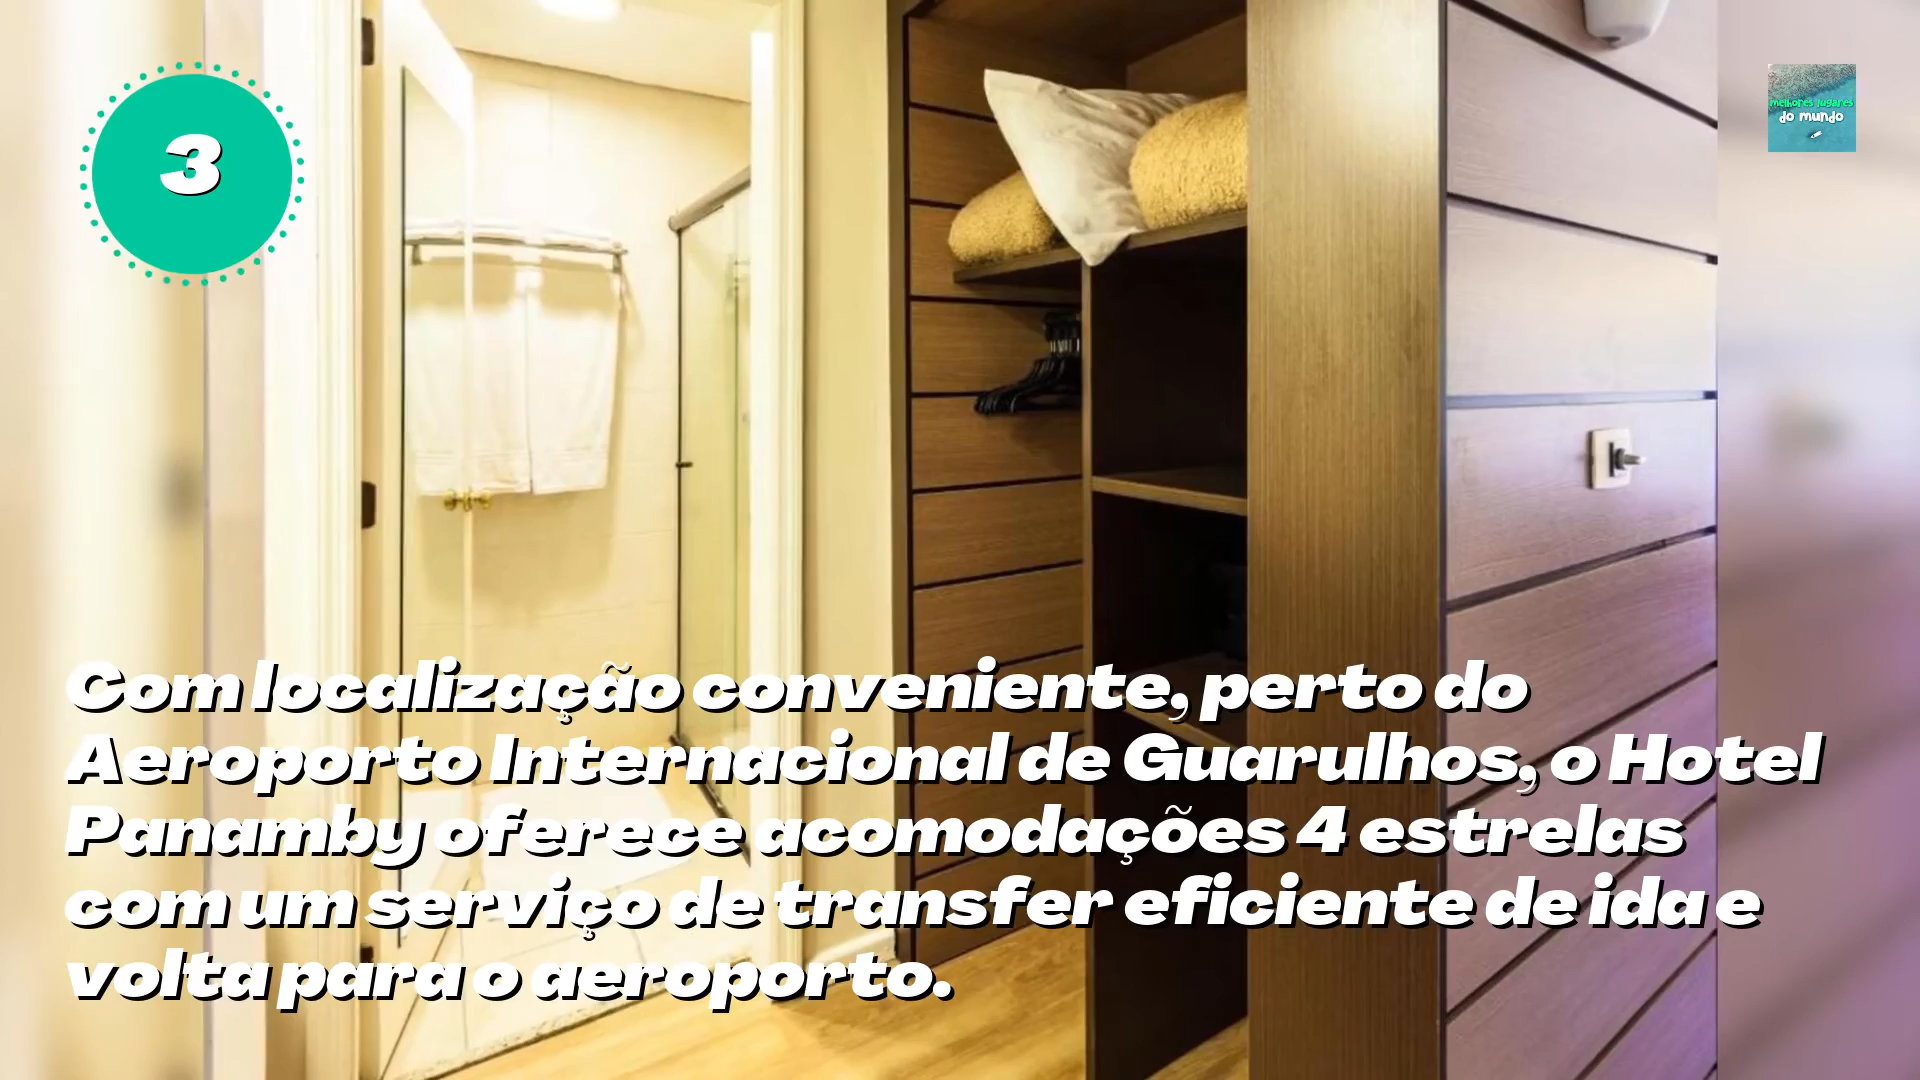 3
melhores lugares
do mundo
Com localização conveniente, perto do
Aeroporto Internacional de Guarulhos, o Hotel
Panamby oferece acomodações 4 estrelas
com um serviço de transfer eficiente de ida e
volta para o aeroporto.